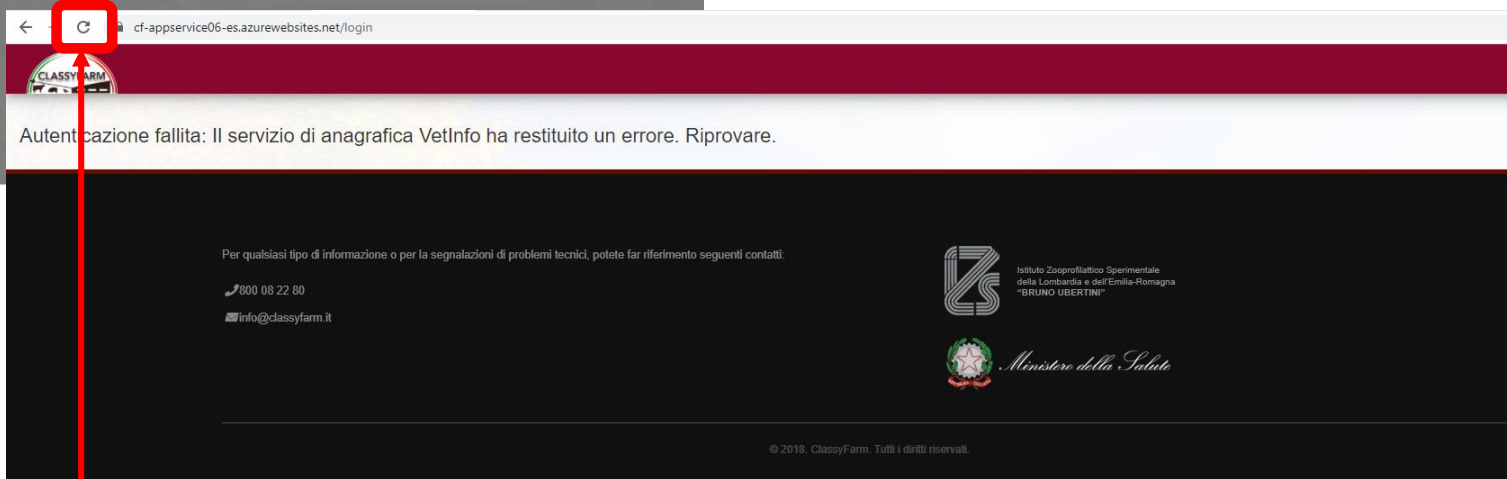 cf-appservice06-es.azurewebsites.net/login
CLASSYFARM
Autenticazione fallita: Il servizio di anagrafica VetInfo ha restituito un errore. Riprovare.
Per qualsiasi tipo di informazione o per la segnalazioni di problemi tecnici, potete far riferimento seguenti contatti:
800 08 22 80
info@classyfarm.it
Istituto Zooprofilattico Sperimentale
della Lombardia e dell'Emilia-Romagna
"BRUNO UBERTINI"
Ministero della Salute
© 2018. ClassyFarm. Tutti i diritti riservati.